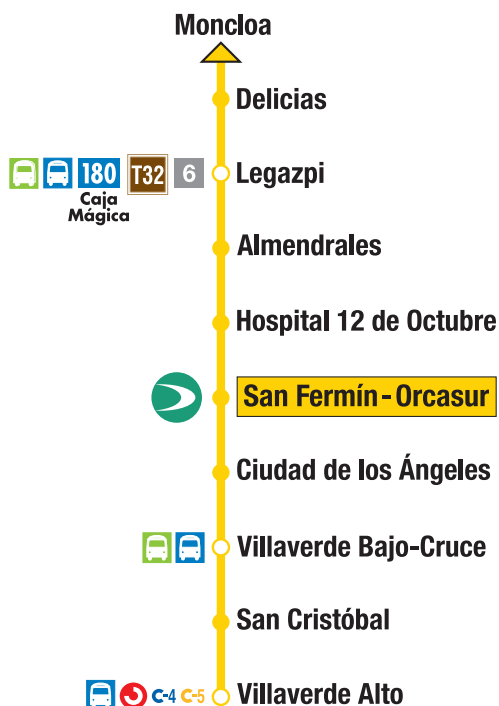 Moncloa
Delicias
180 T32 6 Legazpi
Caja
Mágica
Almendrales
Hospital 12 de Octubre
San Fermín-Orcasur
Ciudad de los Ángeles
Villaverde Bajo-Cruce
San Cristóbal
C-4 C-5 Villaverde Alto